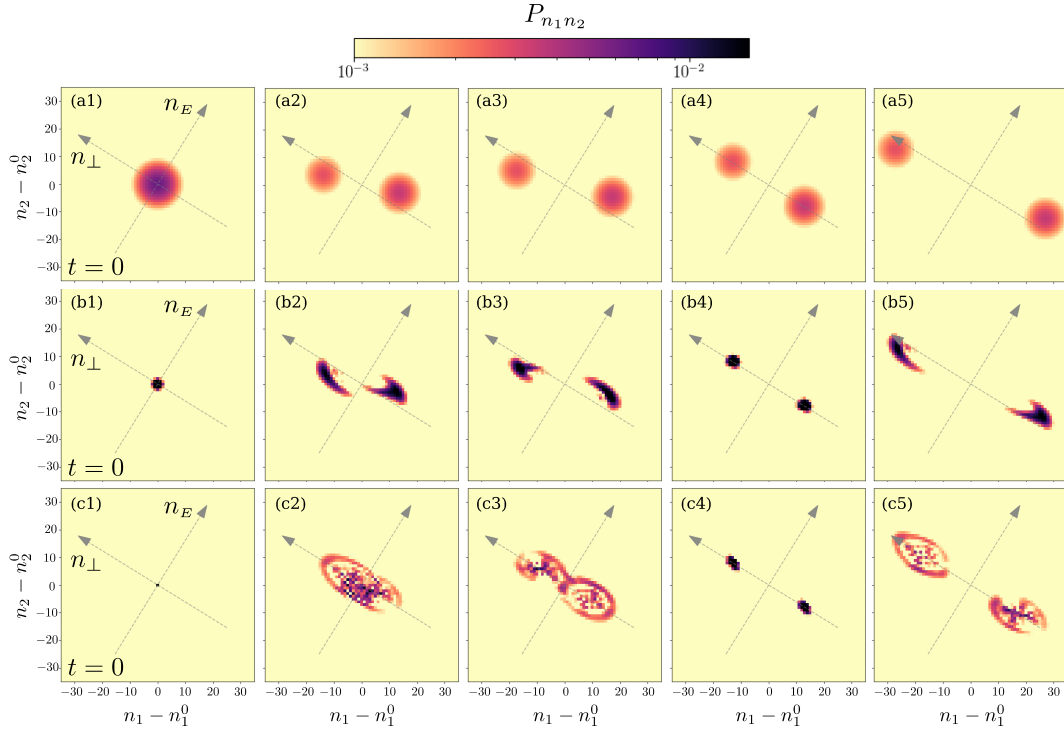 P_{n_1 n_2}
10^{-3} 10^{-2}
(a1) n_E (a2) (a3) (a4) (a5)
30
20
10
0
−10
−20
−30
n_2 − n_2^0
n_⊥
t = 0
(b1) n_E (b2) (b3) (b4) (b5)
30
20
10
0
−10
−20
−30
n_2 − n_2^0
n_⊥
t = 0
(c1) n_E (c2) (c3) (c4) (c5)
30
20
10
0
−10
−20
−30
n_2 − n_2^0
n_⊥
t = 0
−30 −20 −10 0 10 20 30 −30 −20 −10 0 10 20 30 −30 −20 −10 0 10 20 30 −30 −20 −10 0 10 20 30 −30 −20 −10 0 10 20 30
n_1 − n_1^0 n_1 − n_1^0 n_1 − n_1^0 n_1 − n_1^0 n_1 − n_1^0